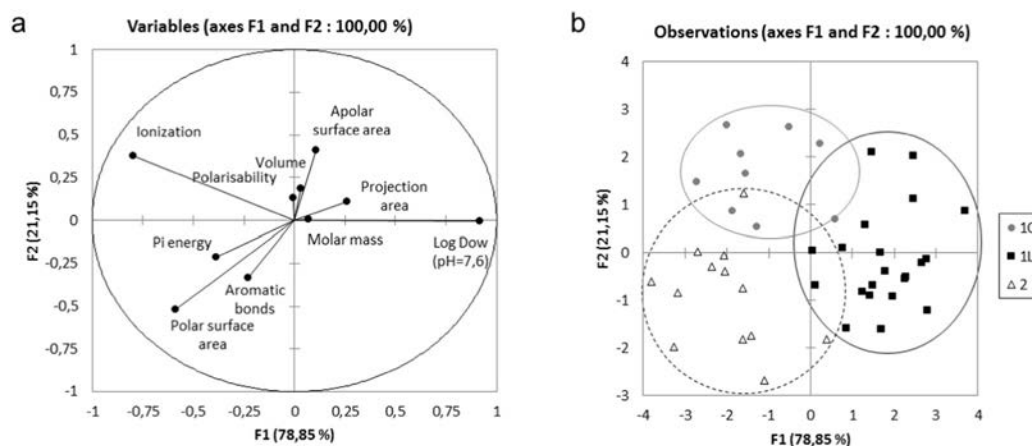 a
Variables (axes F1 and F2 : 100,00 %)
1
0,75
0,5
0,25
0
-0,25
-0,5
-0,75
-1
F2 (21,15 %)
Ionization
Apolar
surface area
Volume
Polarisability
Projection
area
Molar mass
Log Dow
(pH=7,6)
Pi energy
Aromatic
bonds
Polar surface
area
-1
-0,75
-0,5
-0,25
0
0,25
0,5
0,75
1
F1 (78,85 %)
b
Observations (axes F1 and F2 : 100,00 %)
4
3
2
1
0
-1
-2
-3
F2 (21,15 %)
-4
-3
-2
-1
0
1
2
3
4
F1 (78,85 %)
2